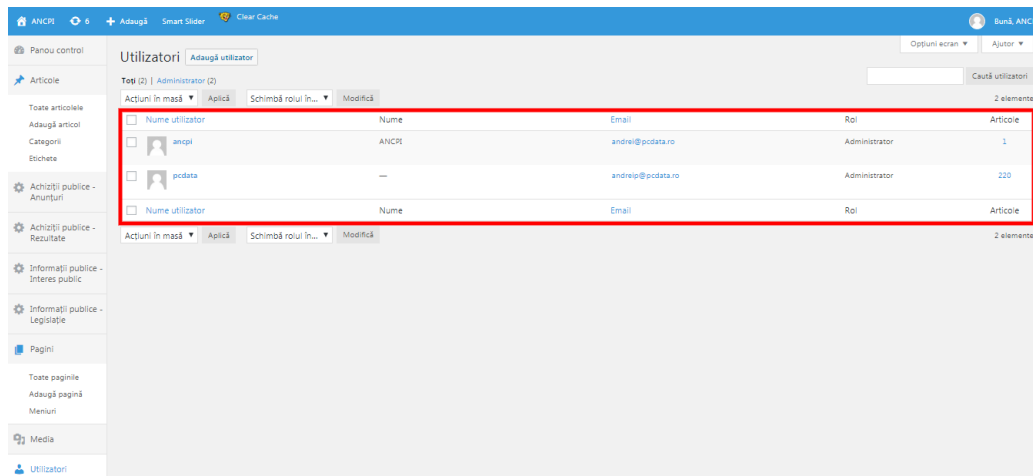 ANCPI 6 Adaugă Smart Slider Clear Cache Bună, ANC
Panou control
Articole
Toate articolele
Adaugă articol
Categorii
Etichete
Achiziții publice -
Anunțuri
Achiziții publice -
Rezultate
Informații publice -
Interes public
Informații publice -
Legislație
Pagini
Toate paginile
Adaugă pagină
Meniuri
Media
Utilizatori
Opțiuni ecran ▼ Ajutor ▼
Utilizatori Adaugă utilizator
Toți (2) | Administrator (2)
Caută utilizatori
Acțiuni în masă ▼ Aplică Schimbă rolul în... ▼ Modifică 2 elemente
Nume utilizator Nume Email Rol Articole
ancpi ANCPI andrei@pcdata.ro Administrator 1
pcdata — andreip@pcdata.ro Administrator 220
Nume utilizator Nume Email Rol Articole
Acțiuni în masă ▼ Aplică Schimbă rolul în... ▼ Modifică 2 elemente